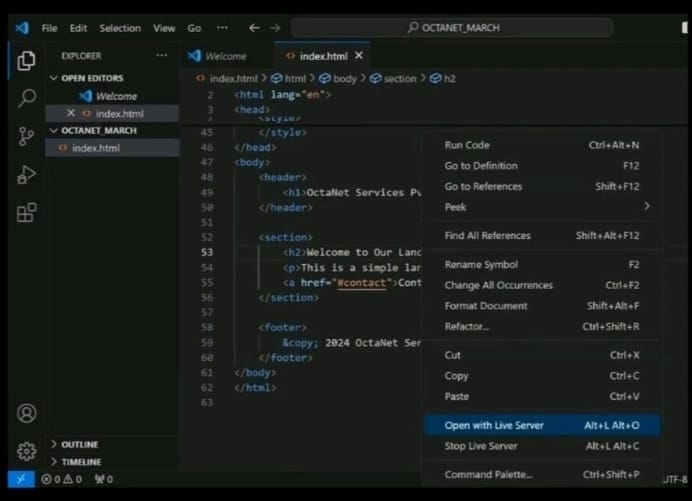 File Edit Selection View Go ··· ← → OCTANET_MARCH
EXPLORER ···
OPEN EDITORS
Welcome
× <> index.html
OCTANET_MARCH
<> index.html
OUTLINE
TIMELINE
Welcome <> index.html ×
<> index.html > html > body > section > h2
2 <html lang="en">
3 <head>
7 <style>
45 </style>
46 </head>
47 <body>
48 <header>
49 <h1>OctaNet Services Pv
50 </header>
51
52 <section>
53 <h2>Welcome to Our Land
54 <p>This is a simple lan
55 <a href="#contact">Cont
56 </section>
57
58 <footer>
59 &copy; 2024 OctaNet Ser
60 </footer>
61 </body>
62 </html>
63
Run Code Ctrl+Alt+N
Go to Definition F12
Go to References Shift+F12
Peek >
Find All References Shift+Alt+F12
Rename Symbol F2
Change All Occurrences Ctrl+F2
Format Document Shift+Alt+F
Refactor... Ctrl+Shift+R
Cut Ctrl+X
Copy Ctrl+C
Paste Ctrl+V
Open with Live Server Alt+L Alt+O
Stop Live Server Alt+L Alt+C
Command Palette... Ctrl+Shift+P
0 0 0 UTF-8